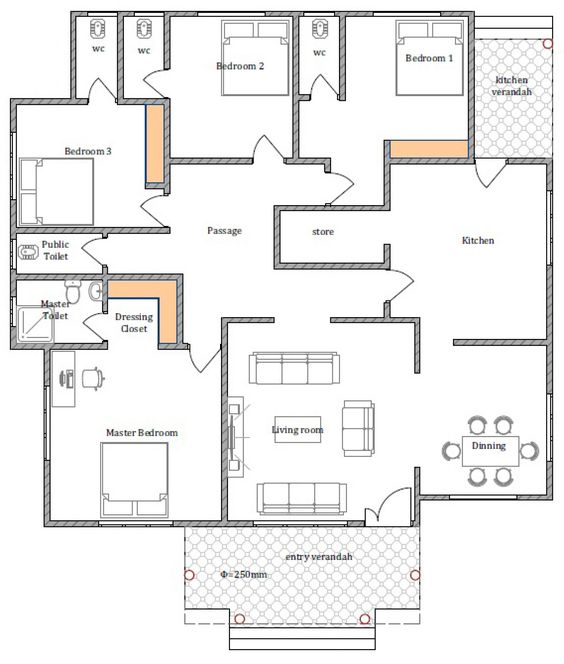 wc
wc
wc
Bedroom 2
Bedroom 1
kitchen
verandah
Bedroom 3
Passage
store
Kitchen
Public
Toilet
Master
Toilet
Dressing
Closet
Master Bedroom
Living room
Dinning
entry verandah
Φ=250mm